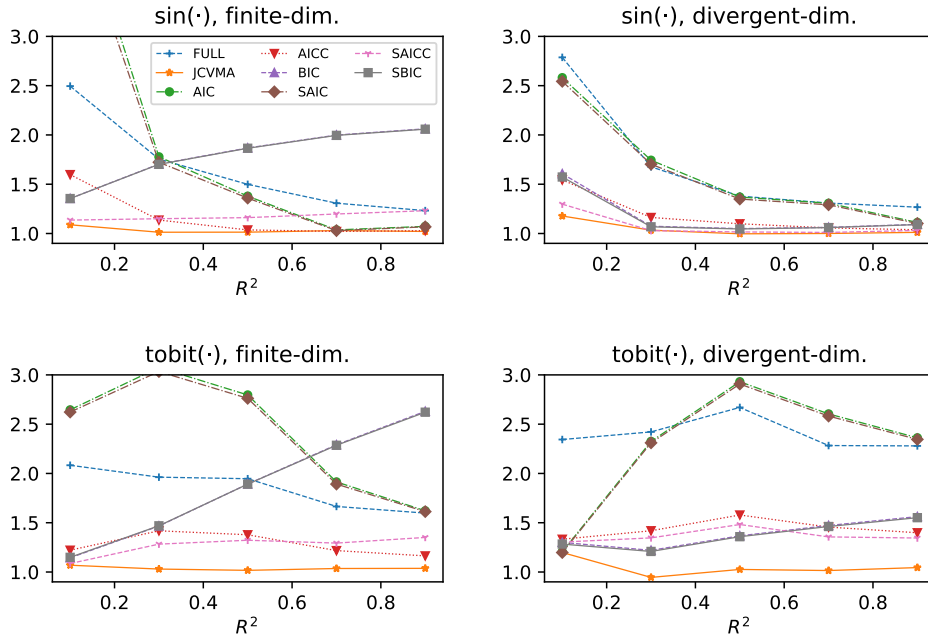 sin(·), finite-dim.
3.0
2.5
2.0
1.5
1.0
0.2
0.4
0.6
0.8
R²
FULL
JCVMA
AIC
AICC
BIC
SAIC
SAICC
SBIC
sin(·), divergent-dim.
3.0
2.5
2.0
1.5
1.0
0.2
0.4
0.6
0.8
R²
tobit(·), finite-dim.
3.0
2.5
2.0
1.5
1.0
0.2
0.4
0.6
0.8
R²
tobit(·), divergent-dim.
3.0
2.5
2.0
1.5
1.0
0.2
0.4
0.6
0.8
R²